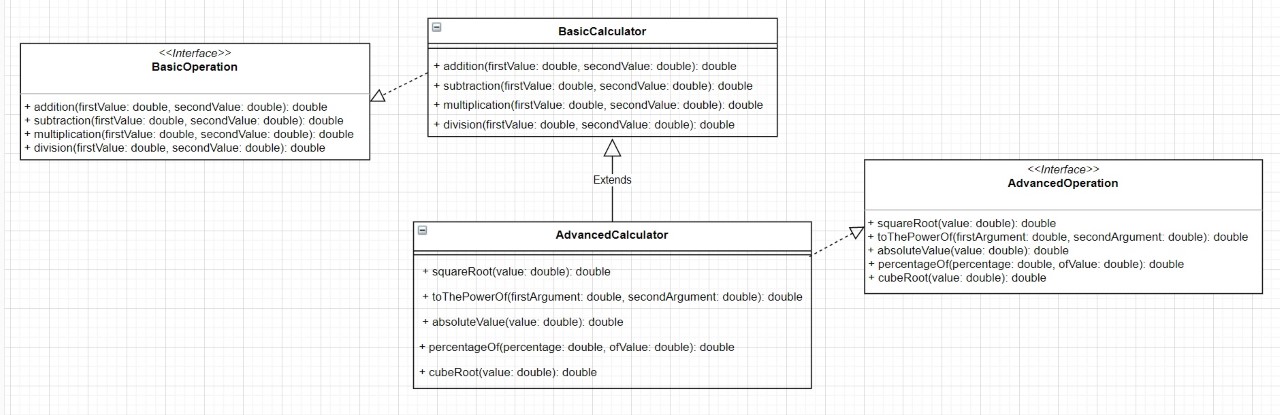 <<Interface>>
BasicOperation
+ addition(firstValue: double, secondValue: double): double
+ subtraction(firstValue: double, secondValue: double): double
+ multiplication(firstValue: double, secondValue: double): double
+ division(firstValue: double, secondValue: double): double
BasicCalculator
+ addition(firstValue: double, secondValue: double): double
+ subtraction(firstValue: double, secondValue: double): double
+ multiplication(firstValue: double, secondValue: double): double
+ division(firstValue: double, secondValue: double): double
Extends
AdvancedCalculator
+ squareRoot(value: double): double
+ toThePowerOf(firstArgument: double, secondArgument: double): double
+ absoluteValue(value: double): double
+ percentageOf(percentage: double, ofValue: double): double
+ cubeRoot(value: double): double
<<Interface>>
AdvancedOperation
+ squareRoot(value: double): double
+ toThePowerOf(firstArgument: double, secondArgument: double): double
+ absoluteValue(value: double): double
+ percentageOf(percentage: double, ofValue: double): double
+ cubeRoot(value: double): double